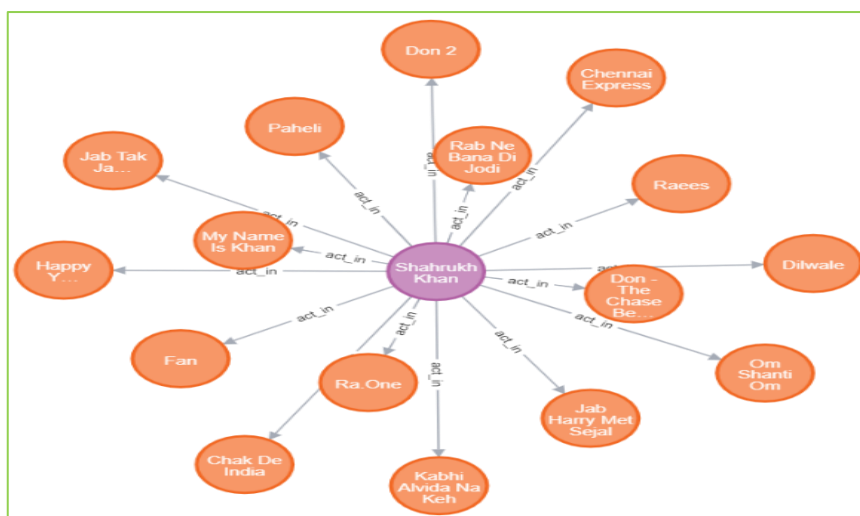 Don 2
Chennai
Express
Paheli
Rab Ne
Bana Di
Jodi
act_in
Jab Tak
Ja...
Raees
act_in
act_in
act_in
act_in
act_in
My Name
Is Khan
act_in
Shahrukh
Khan
Happy
Y...
act_in
act_in
Don -
The
Chase
Be...
Dilwale
act_in
act_in
act_in
act_in
Fan
Ra.One
act_in
act_in
Om
Shanti
Om
Jab
Harry Met
Sejal
Chak De
India
Kabhi
Alvida Na
Keh